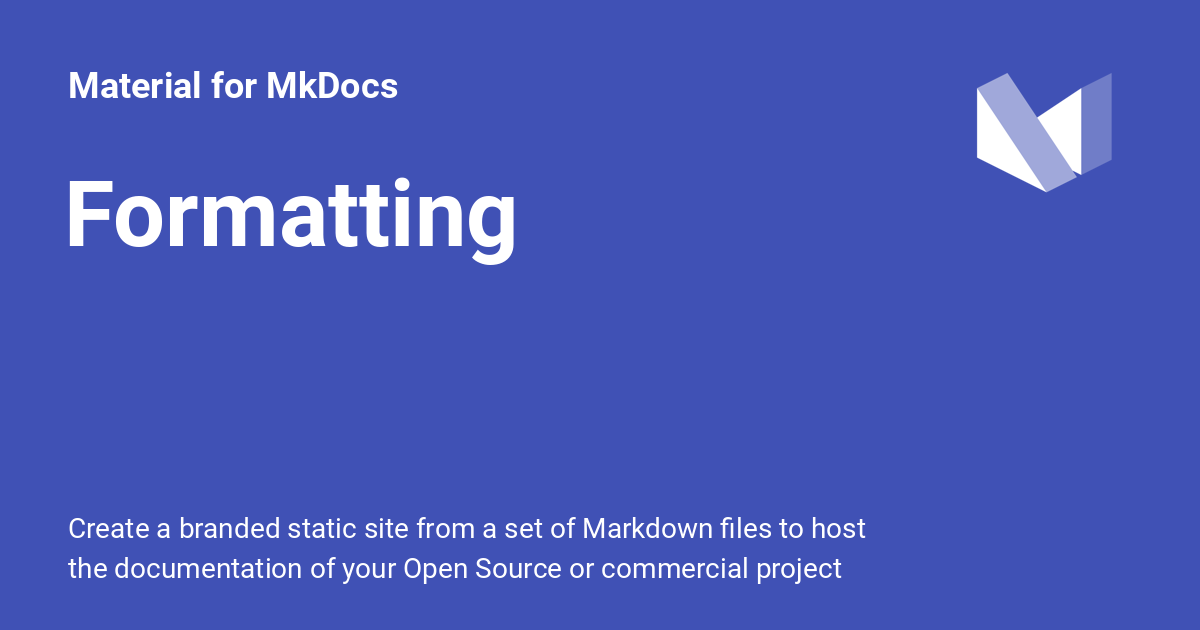 Material for MkDocs
Formatting
Create a branded static site from a set of Markdown files to host
the documentation of your Open Source or commercial project